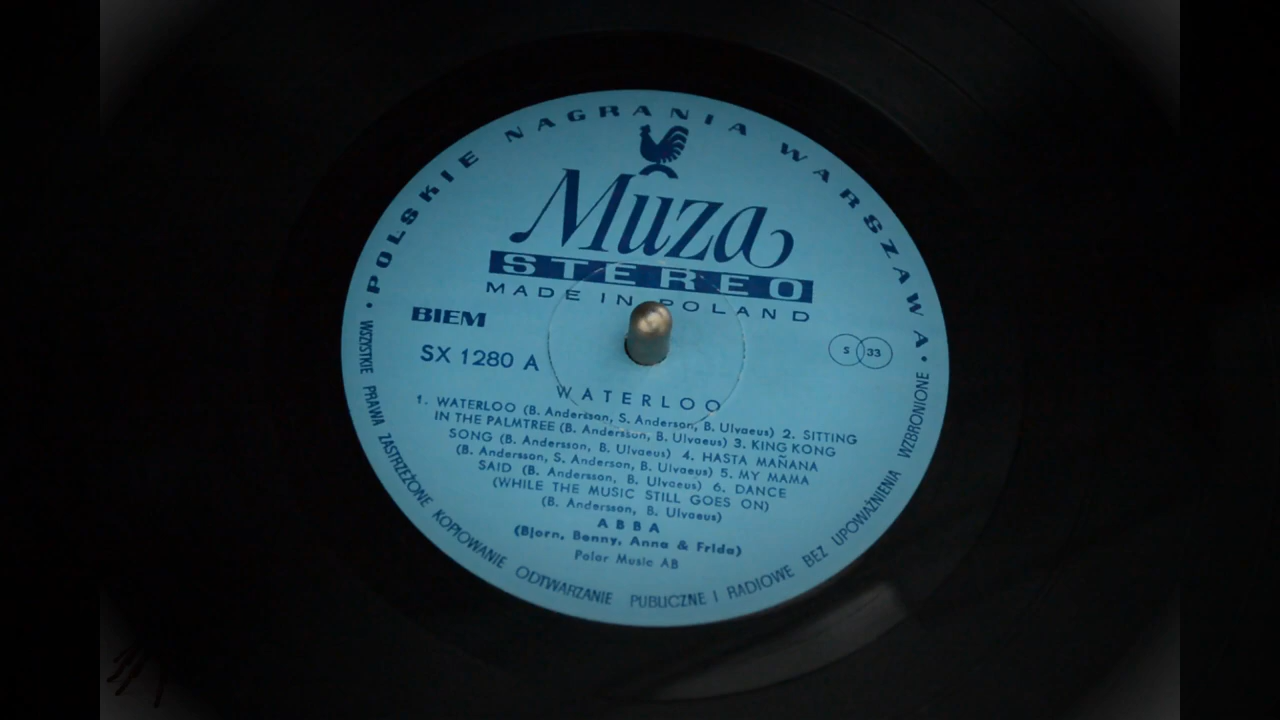 • POLSKIE NAGRANIA WARSZAWA •
Muza
STEREO
MADE IN POLAND
BIEM
S 33
SX 1280 A
WATERLOO
1. WATERLOO (B. Andersson, S. Anderson, B. Ulvaeus) 2. SITTING
IN THE PALMTREE (B. Andersson, B. Ulvaeus) 3. KING KONG
SONG (B. Andersson, B. Ulvaeus) 4. HASTA MAÑANA
(B. Andersson, S. Anderson, B. Ulvaeus) 5. MY MAMA
SAID (B. Andersson, B. Ulvaeus) 6. DANCE
(WHILE THE MUSIC STILL GOES ON)
(B. Andersson, B. Ulvaeus)
ABBA
(Bjorn, Benny, Anna & Frida)
Polar Music AB
WSZYSTKIE PRAWA ZASTRZEŻONE KOPIOWANIE ODTWARZANIE PUBLICZNE I RADIOWE BEZ UPOWAŻNIENIA WZBRONIONE